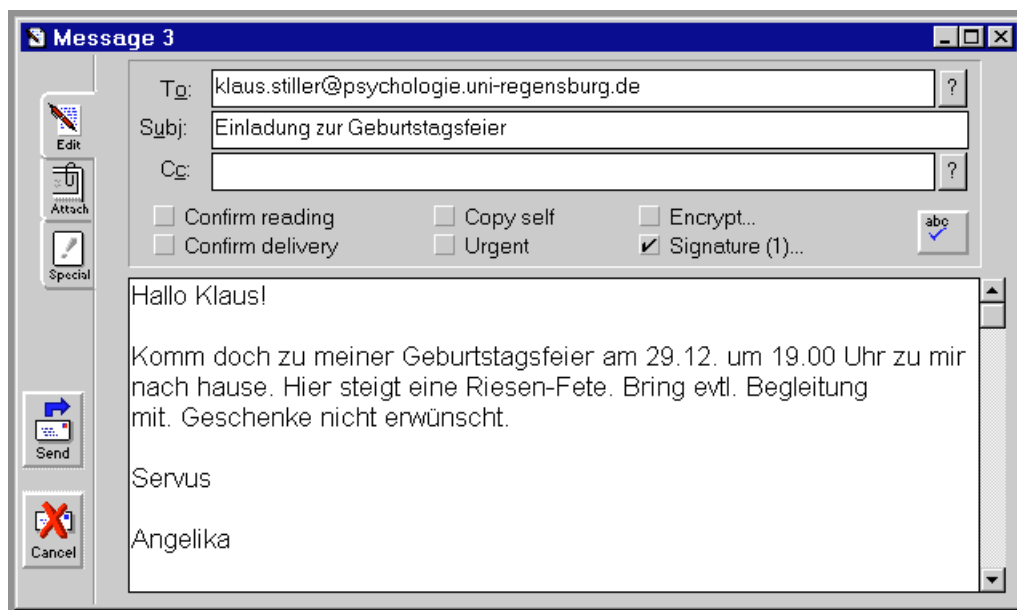 Message 3
To: klaus.stiller@psychologie.uni-regensburg.de ?
Subj: Einladung zur Geburtstagsfeier
Cc: ?
Edit
Attach
Special
Confirm reading Copy self Encrypt...
Confirm delivery Urgent Signature (1)...
abc
Hallo Klaus!
Komm doch zu meiner Geburtstagsfeier am 29.12. um 19.00 Uhr zu mir
nach hause. Hier steigt eine Riesen-Fete. Bring evtl. Begleitung
mit. Geschenke nicht erwünscht.
Servus
Angelika
Send
Cancel